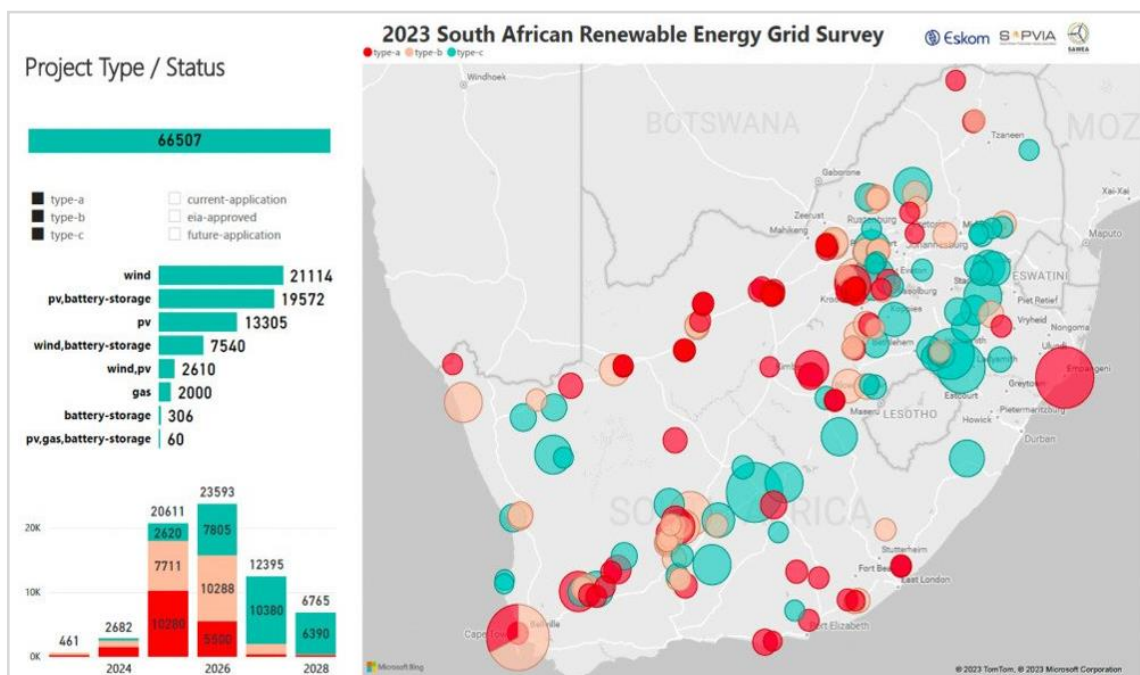 2023 South African Renewable Energy Grid Survey
Eskom
SAWEA
type-a type-b type-c
Project Type / Status
66507
type-a
type-b
type-c
current-application
eia-approved
future-application
wind 21114
pv,battery-storage 19572
pv 13305
wind,battery-storage 7540
wind,pv 2610
gas 2000
battery-storage 306
pv,gas,battery-storage 60
20K
10K
0K
461
2682
20611
2620
7711
10280
23593
7805
10288
5500
12395
10380
6765
6390
2024
2026
2028
Windhoek
BOTSWANA
MOZ
Tzaneen
Gaborone
Xai-Xai
Zeerust
Mahikeng
Maputo
Johannesburg
ESWATINI
Piet Retief
Vryheid
Nongoma
Ulundi
Empangeni
Ladysmith
Greytown
Estcourt
Pietermaritzburg
Howick
Durban
Maseru
LESOTHO
Stutterheim
East London
Port Elizabeth
Bellville
Microsoft Bing
© 2023 TomTom, © 2023 Microsoft Corporation